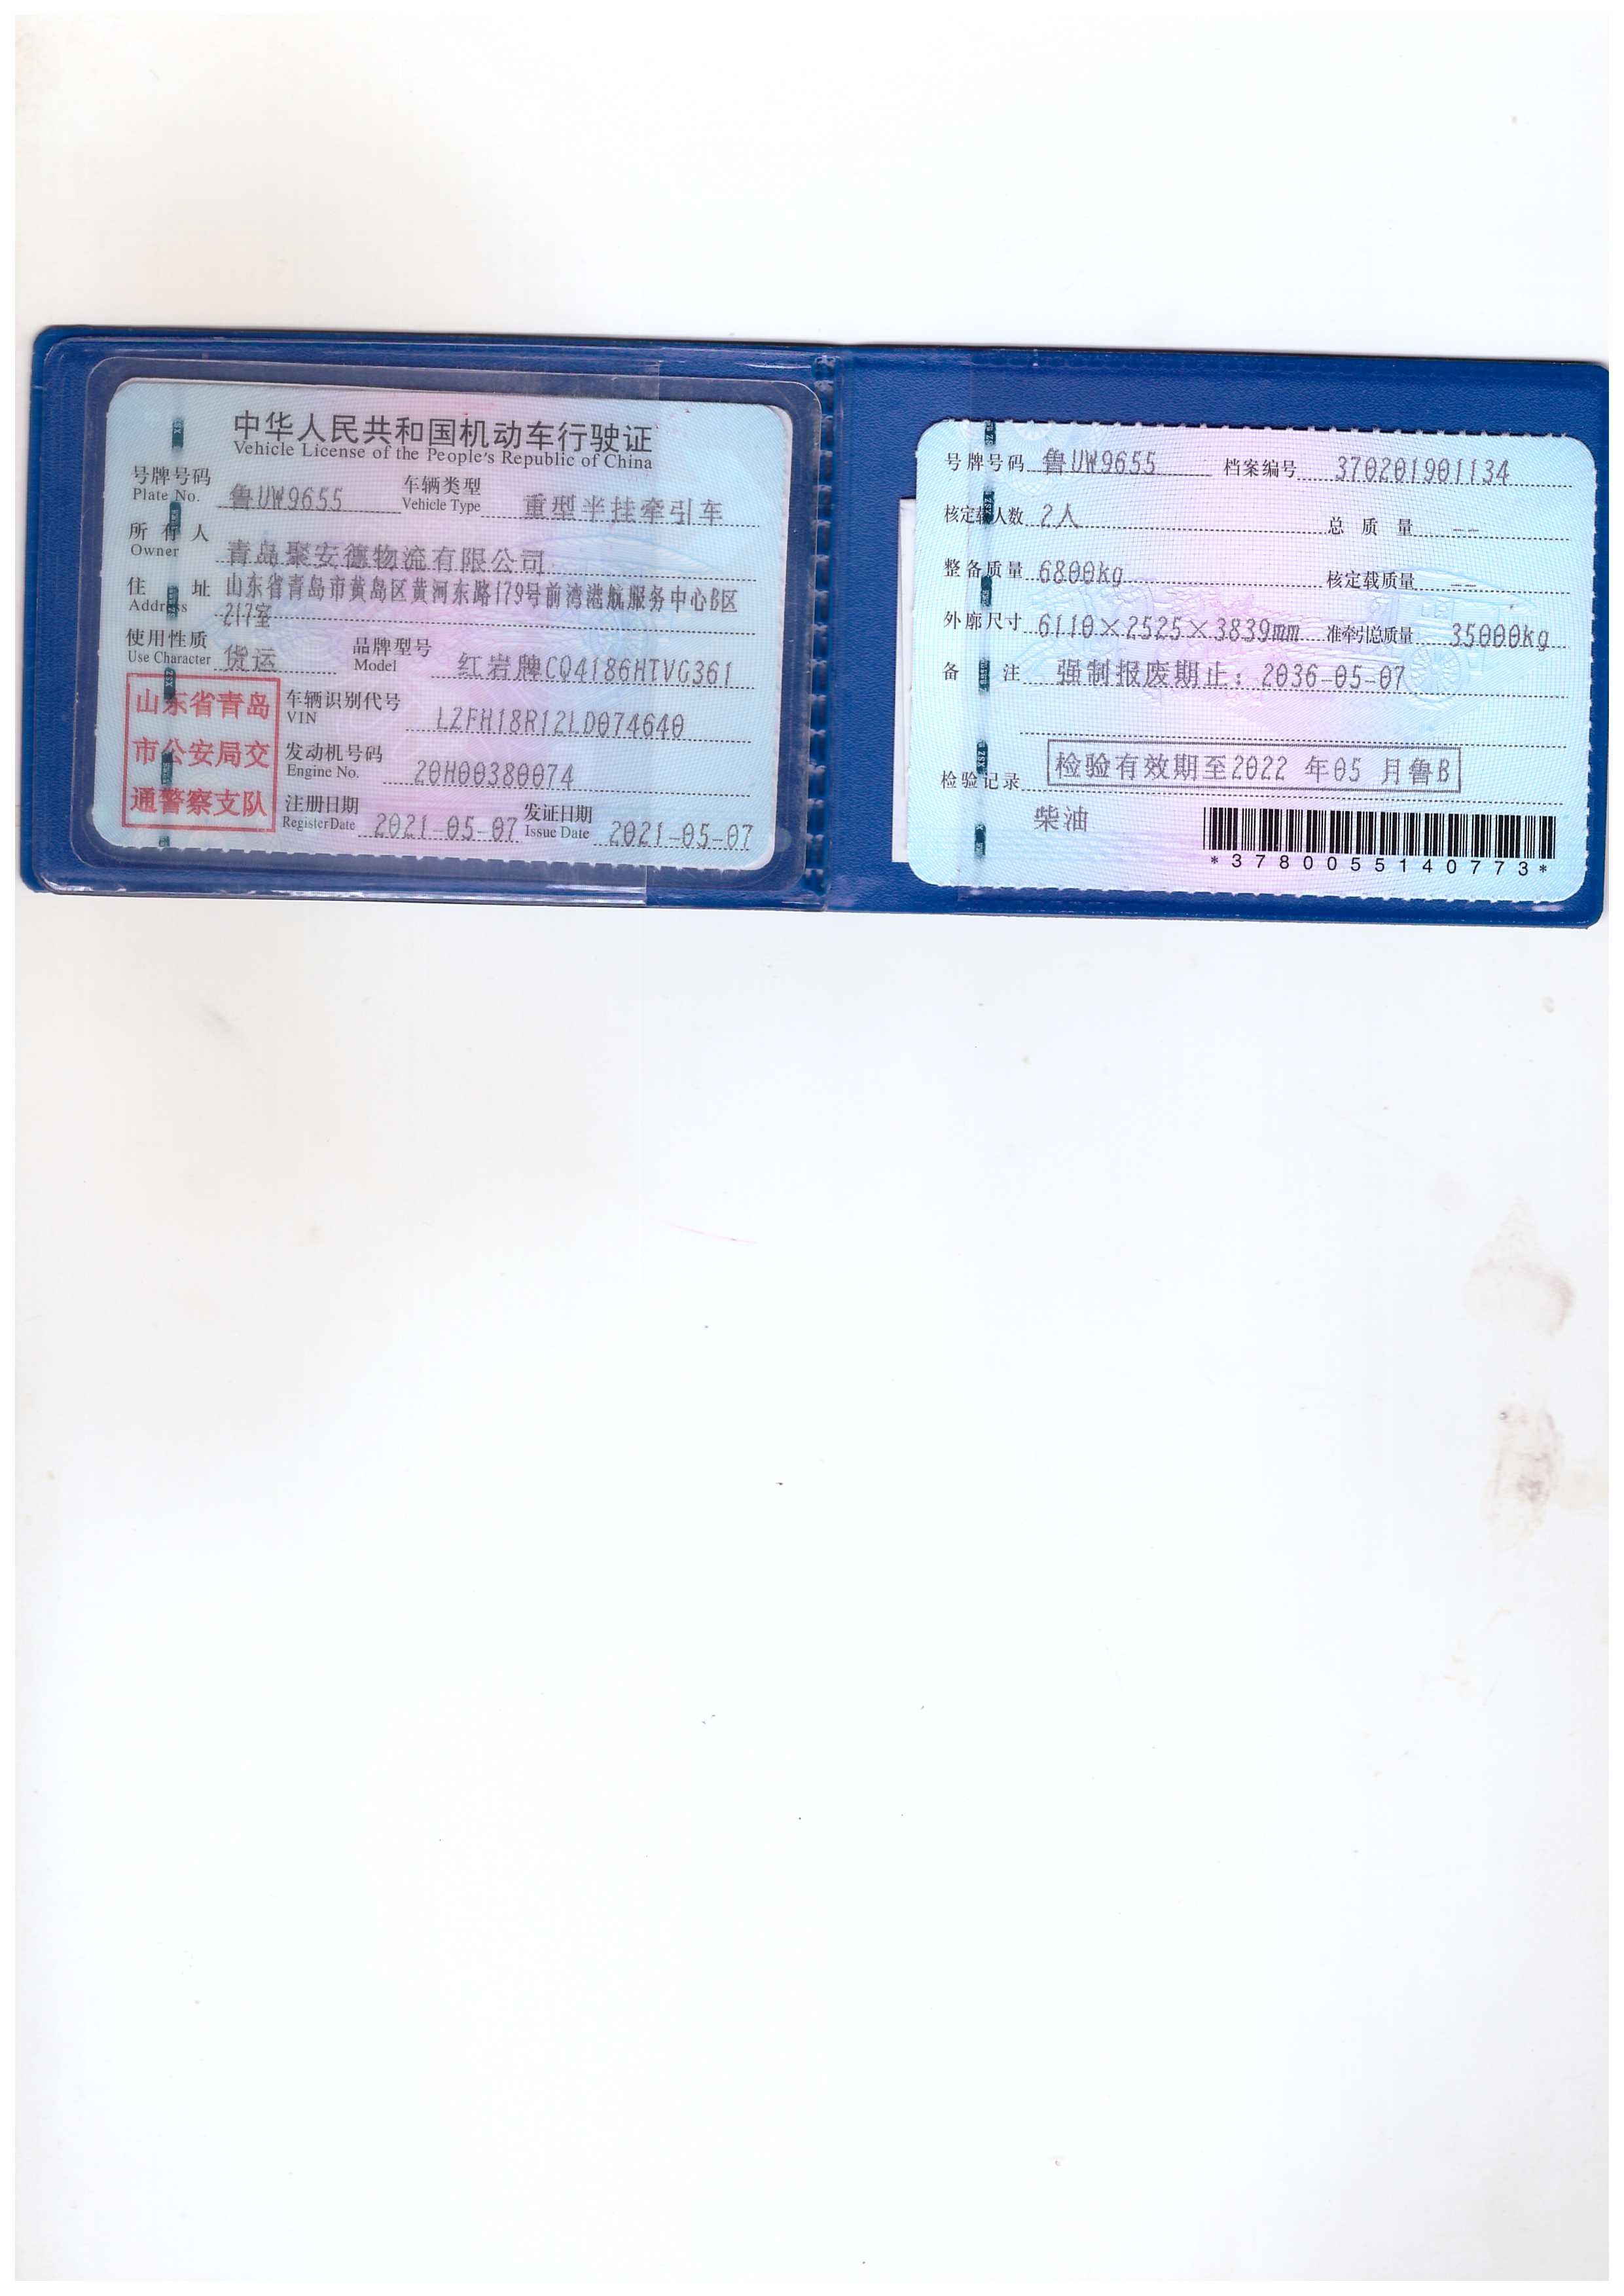 中华人民共和国机动车行驶证
Vehicle License of the People's Republic of China
号牌号码 鲁UW9655 车辆类型 重型半挂牵引车
Plate No. Vehicle Type
所有人 青岛聚安德物流有限公司
Owner
住址 山东省青岛市黄岛区黄河东路179号前湾港航服务中心B区
Address 217室
使用性质 货运 品牌型号 红岩牌CQ4186HTVG361
Use Character Model
山东省青岛
市公安局交
通警察支队
车辆识别代号 LZFH18R12LD074640
VIN
发动机号码 20H00380074
Engine No.
注册日期 2021-05-07 发证日期 2021-05-07
Register Date Issue Date
号牌号码 鲁UW9655 档案编号 370201901134
核定载人数 2人 总质量 --
整备质量 6800kg 核定载质量 --
外廓尺寸 6110×2525×3839mm 准牵引总质量 35000kg
备注 强制报废期止：2036-05-07
检验记录 检验有效期至2022 年05 月鲁B
柴油
*3780055140773*